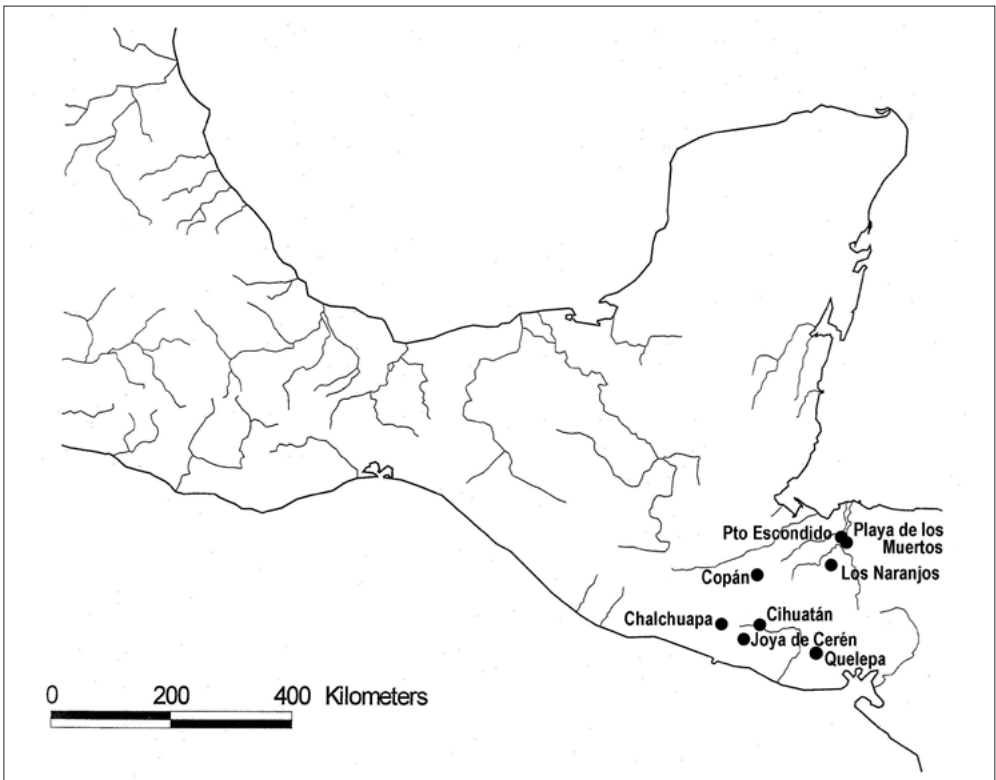 Pto Escondido
Playa de los
Muertos
Copán
Los Naranjos
Chalchuapa
Cihuatán
Joya de Cerén
Quelepa
0 200 400 Kilometers